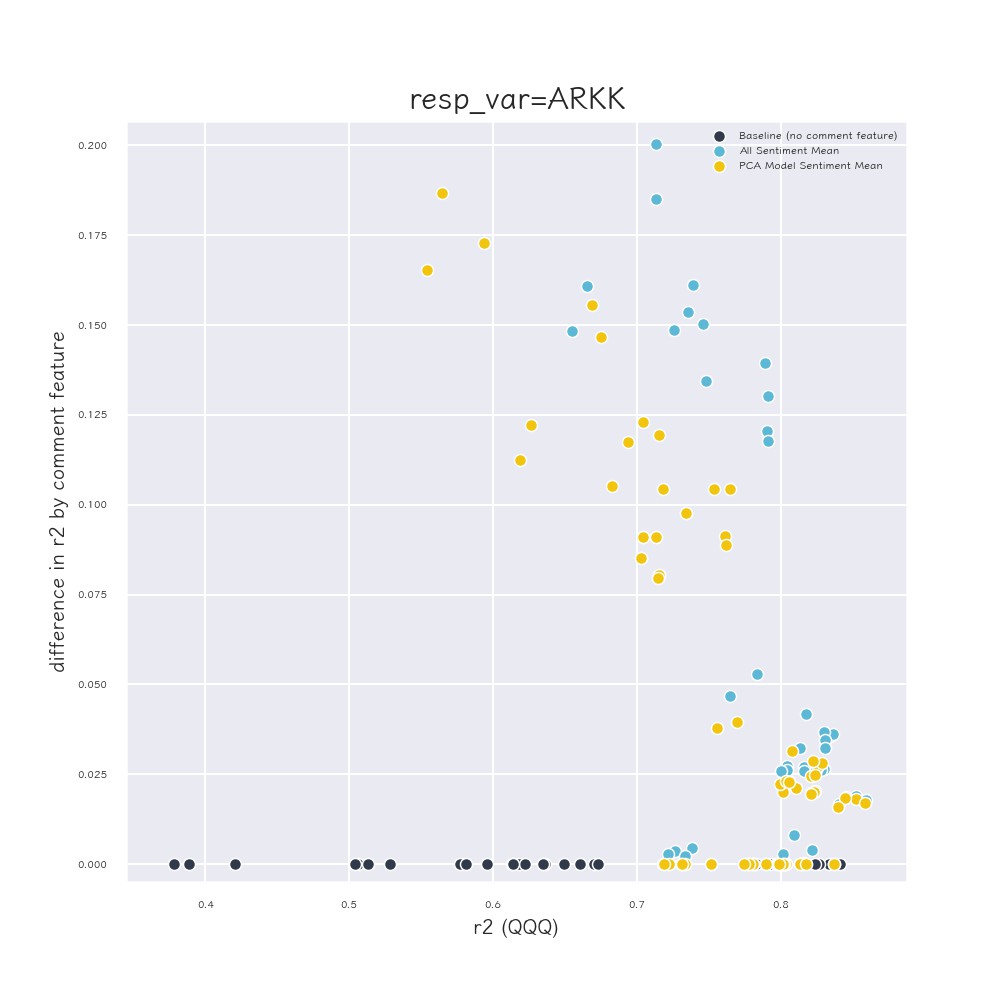 resp_var=ARKK
Baseline (no comment feature)
All Sentiment Mean
PCA Model Sentiment Mean
difference in r2 by comment feature
0.200
0.175
0.150
0.125
0.100
0.075
0.050
0.025
0.000
0.4 0.5 0.6 0.7 0.8
r2 (QQQ)